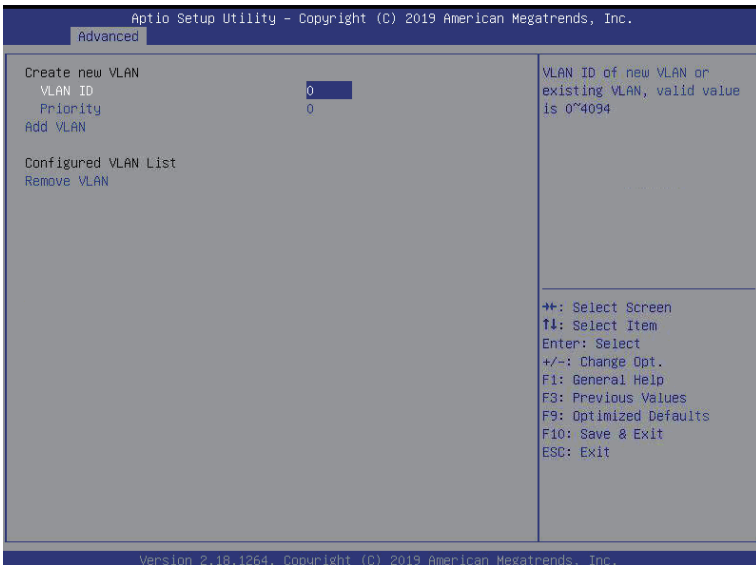 Aptio Setup Utility – Copyright (C) 2019 American Megatrends, Inc.
Advanced
Create new VLAN
VLAN ID 0
Priority 0
Add VLAN
Configured VLAN List
Remove VLAN
VLAN ID of new VLAN or
existing VLAN, valid value
is 0~4094
→←: Select Screen
↑↓: Select Item
Enter: Select
+/-: Change Opt.
F1: General Help
F3: Previous Values
F9: Optimized Defaults
F10: Save & Exit
ESC: Exit
Version 2.18.1264. Copyright (C) 2019 American Megatrends, Inc.